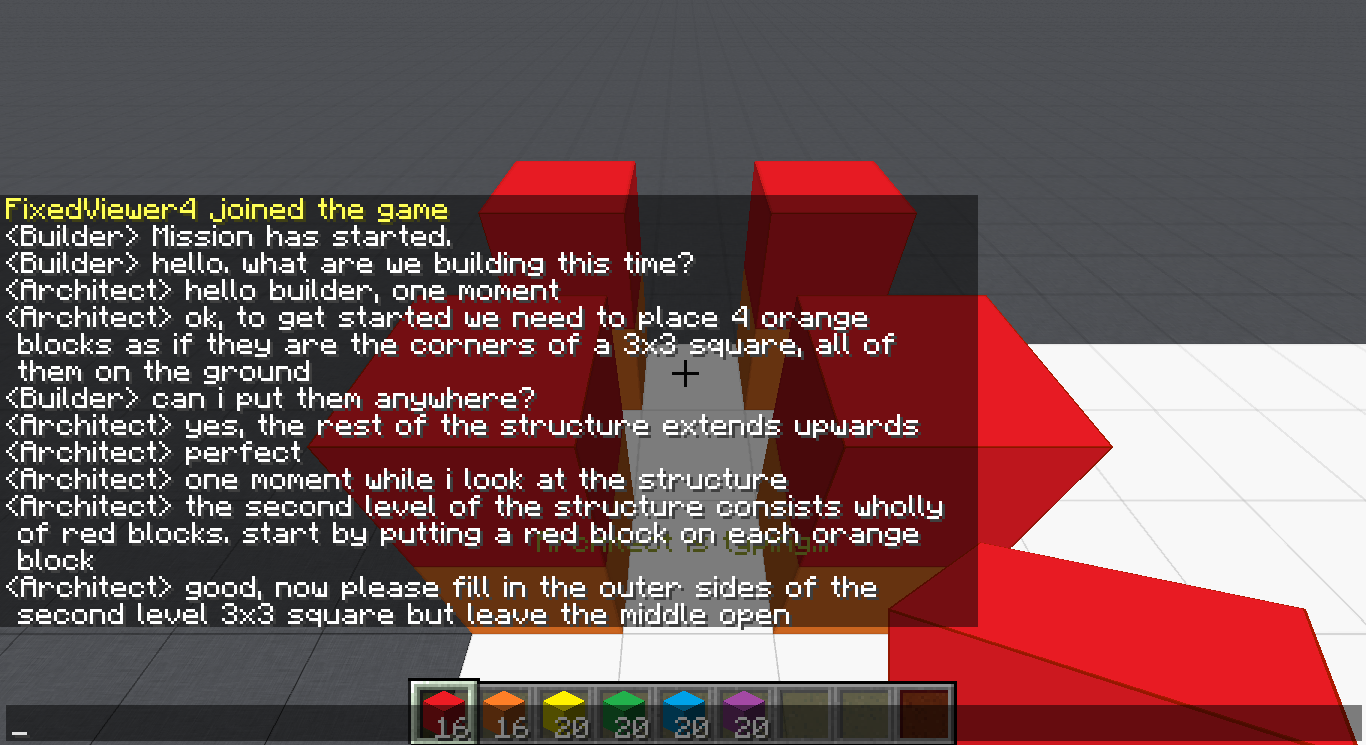 FixedViewer4 joined the game
<Builder> Mission has started.
<Builder> hello. what are we building this time?
<Architect> hello builder, one moment
<Architect> ok, to get started we need to place 4 orange
blocks as if they are the corners of a 3x3 square, all of
them on the ground
<Builder> can i put them anywhere?
<Architect> yes, the rest of the structure extends upwards
<Architect> perfect
<Architect> one moment while i look at the structure
<Architect> the second level of the structure consists wholly
of red blocks. start by putting a red block on each orange
block
Architect is typing...
<Architect> good, now please fill in the outer sides of the
second level 3x3 square but leave the middle open
16 16 20 20 20 20
_